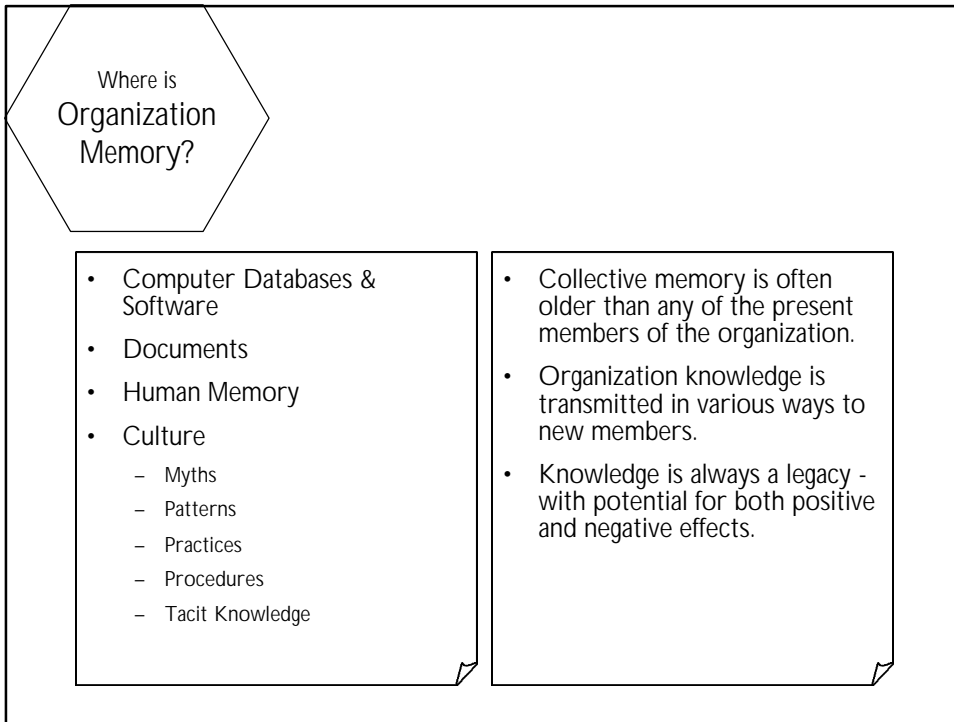 Where is
Organization
Memory?
• Computer Databases &
Software
• Documents
• Human Memory
• Culture
– Myths
– Patterns
– Practices
– Procedures
– Tacit Knowledge
• Collective memory is often
older than any of the present
members of the organization.
• Organization knowledge is
transmitted in various ways to
new members.
• Knowledge is always a legacy -
with potential for both positive
and negative effects.